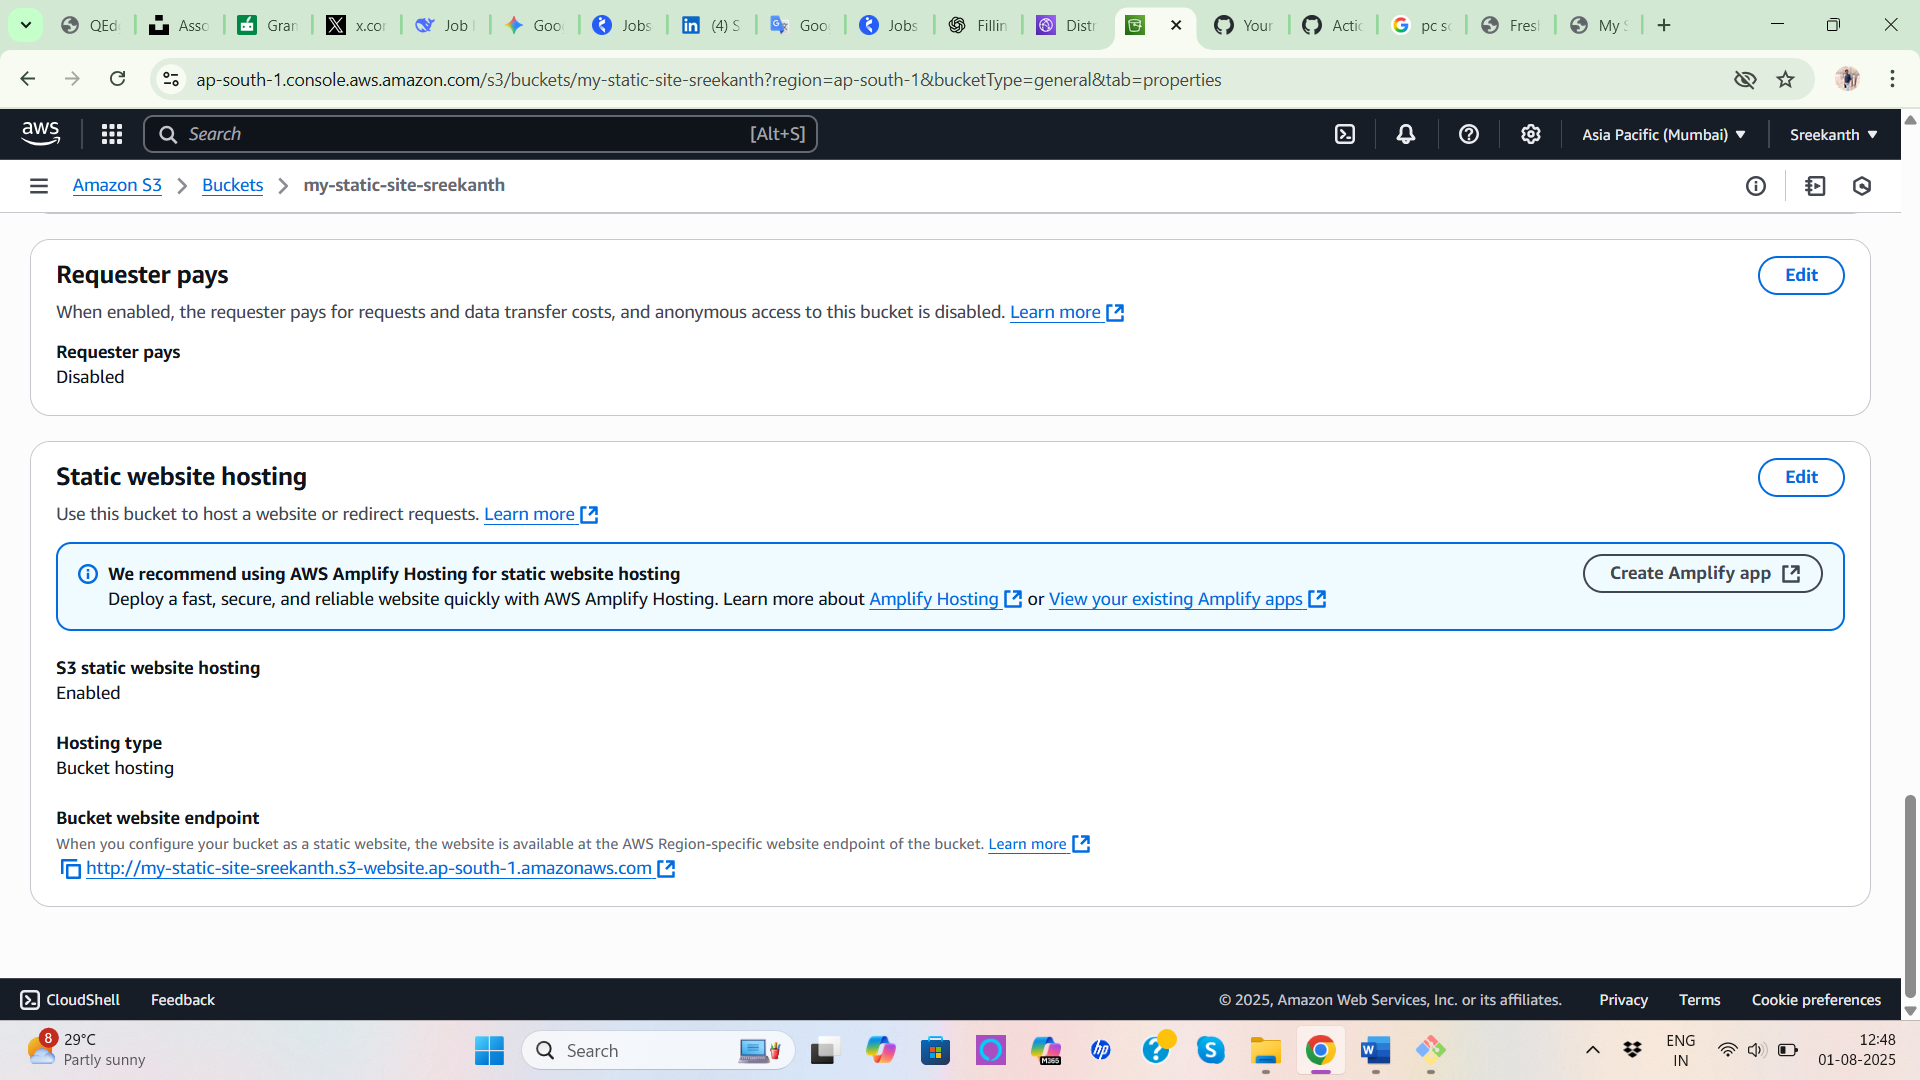 QEd
Asso
Gran
x.co
Job
Goo
Jobs
(4) S
Goo
Jobs
Fillin
Distr
Your
Actio
pc s
Fresh
My S
ap-south-1.console.aws.amazon.com/s3/buckets/my-static-site-sreekanth?region=ap-south-1&bucketType=general&tab=properties
aws
Search
[Alt+S]
Asia Pacific (Mumbai)
Sreekanth
Amazon S3
Buckets
my-static-site-sreekanth
Requester pays
Edit
When enabled, the requester pays for requests and data transfer costs, and anonymous access to this bucket is disabled. Learn more
Requester pays
Disabled
Static website hosting
Edit
Use this bucket to host a website or redirect requests. Learn more
We recommend using AWS Amplify Hosting for static website hosting
Deploy a fast, secure, and reliable website quickly with AWS Amplify Hosting. Learn more about Amplify Hosting or View your existing Amplify apps
Create Amplify app
S3 static website hosting
Enabled
Hosting type
Bucket hosting
Bucket website endpoint
When you configure your bucket as a static website, the website is available at the AWS Region-specific website endpoint of the bucket. Learn more
http://my-static-site-sreekanth.s3-website.ap-south-1.amazonaws.com
CloudShell
Feedback
© 2025, Amazon Web Services, Inc. or its affiliates.
Privacy
Terms
Cookie preferences
8
29°C
Partly sunny
Search
M365
hp
ENG
IN
12:48
01-08-2025